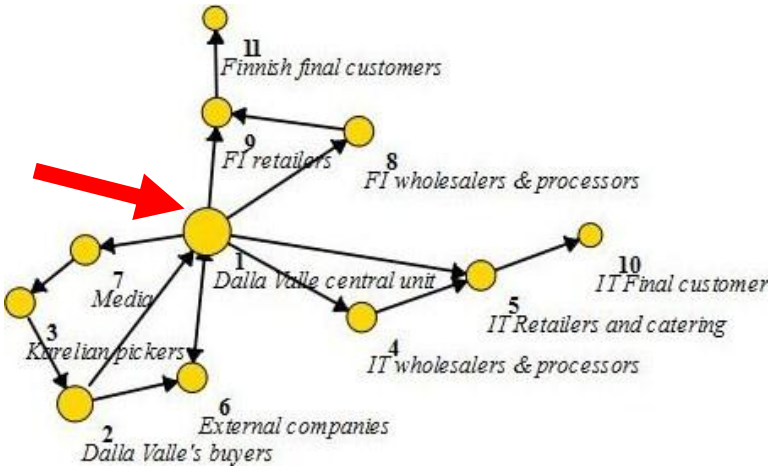 11
Finnish final customers
9
FI retailers
8
FI wholesalers & processors
1
Dalla Valle central unit
10
IT Final customer
7
Media
5
IT Retailers and catering
3
Karelian pickers
4
IT wholesalers & processors
6
External companies
2
Dalla Valle's buyers